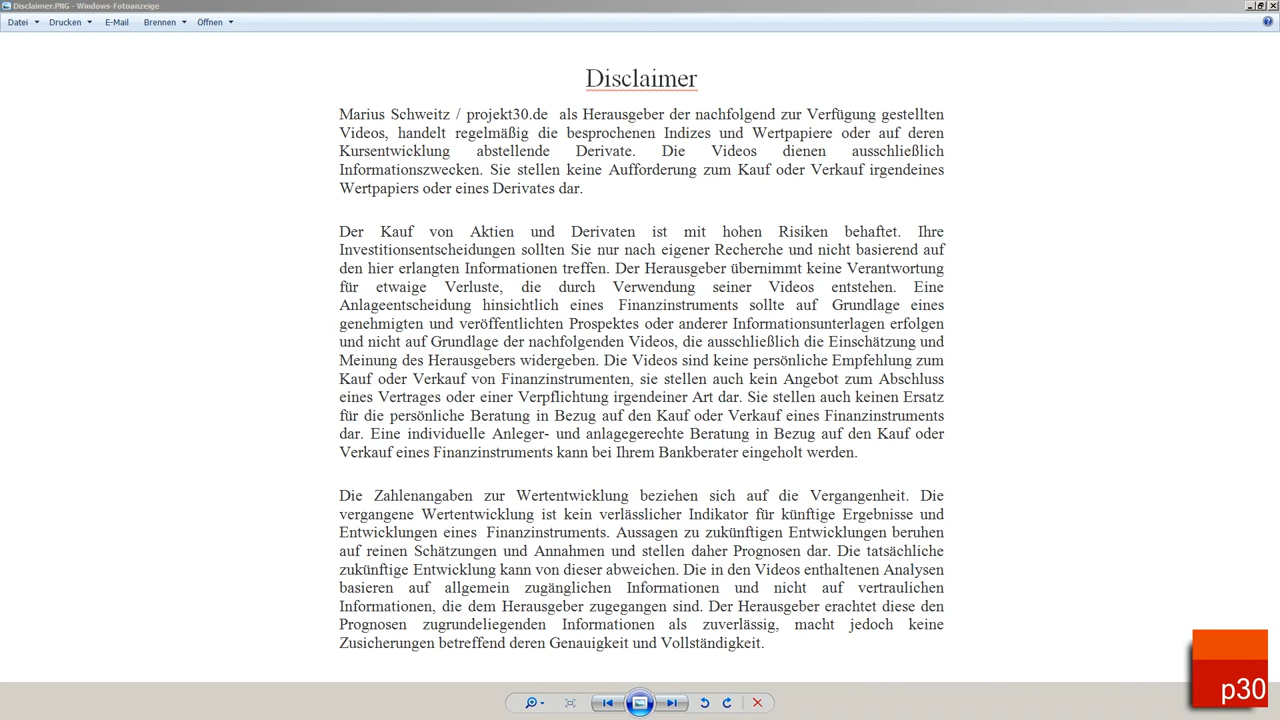 Disclaimer.PNG - Windows-Fotoanzeige
Datei Drucken E-Mail Brennen Öffnen
Disclaimer
Marius Schweitz / projekt30.de als Herausgeber der nachfolgend zur Verfügung gestellten
Videos, handelt regelmäßig die besprochenen Indizes und Wertpapiere oder auf deren
Kursentwicklung abstellende Derivate. Die Videos dienen ausschließlich
Informationszwecken. Sie stellen keine Aufforderung zum Kauf oder Verkauf irgendeines
Wertpapiers oder eines Derivates dar.
Der Kauf von Aktien und Derivaten ist mit hohen Risiken behaftet. Ihre
Investitionsentscheidungen sollten Sie nur nach eigener Recherche und nicht basierend auf
den hier erlangten Informationen treffen. Der Herausgeber übernimmt keine Verantwortung
für etwaige Verluste, die durch Verwendung seiner Videos entstehen. Eine
Anlageentscheidung hinsichtlich eines Finanzinstruments sollte auf Grundlage eines
genehmigten und veröffentlichten Prospektes oder anderer Informationsunterlagen erfolgen
und nicht auf Grundlage der nachfolgenden Videos, die ausschließlich die Einschätzung und
Meinung des Herausgebers widergeben. Die Videos sind keine persönliche Empfehlung zum
Kauf oder Verkauf von Finanzinstrumenten, sie stellen auch kein Angebot zum Abschluss
eines Vertrages oder einer Verpflichtung irgendeiner Art dar. Sie stellen auch keinen Ersatz
für die persönliche Beratung in Bezug auf den Kauf oder Verkauf eines Finanzinstruments
dar. Eine individuelle Anleger- und anlagegerechte Beratung in Bezug auf den Kauf oder
Verkauf eines Finanzinstruments kann bei Ihrem Bankberater eingeholt werden.
Die Zahlenangaben zur Wertentwicklung beziehen sich auf die Vergangenheit. Die
vergangene Wertentwicklung ist kein verlässlicher Indikator für künftige Ergebnisse und
Entwicklungen eines Finanzinstruments. Aussagen zu zukünftigen Entwicklungen beruhen
auf reinen Schätzungen und Annahmen und stellen daher Prognosen dar. Die tatsächliche
zukünftige Entwicklung kann von dieser abweichen. Die in den Videos enthaltenen Analysen
basieren auf allgemein zugänglichen Informationen und nicht auf vertraulichen
Informationen, die dem Herausgeber zugegangen sind. Der Herausgeber erachtet diese den
Prognosen zugrundeliegenden Informationen als zuverlässig, macht jedoch keine
Zusicherungen betreffend deren Genauigkeit und Vollständigkeit.
p30